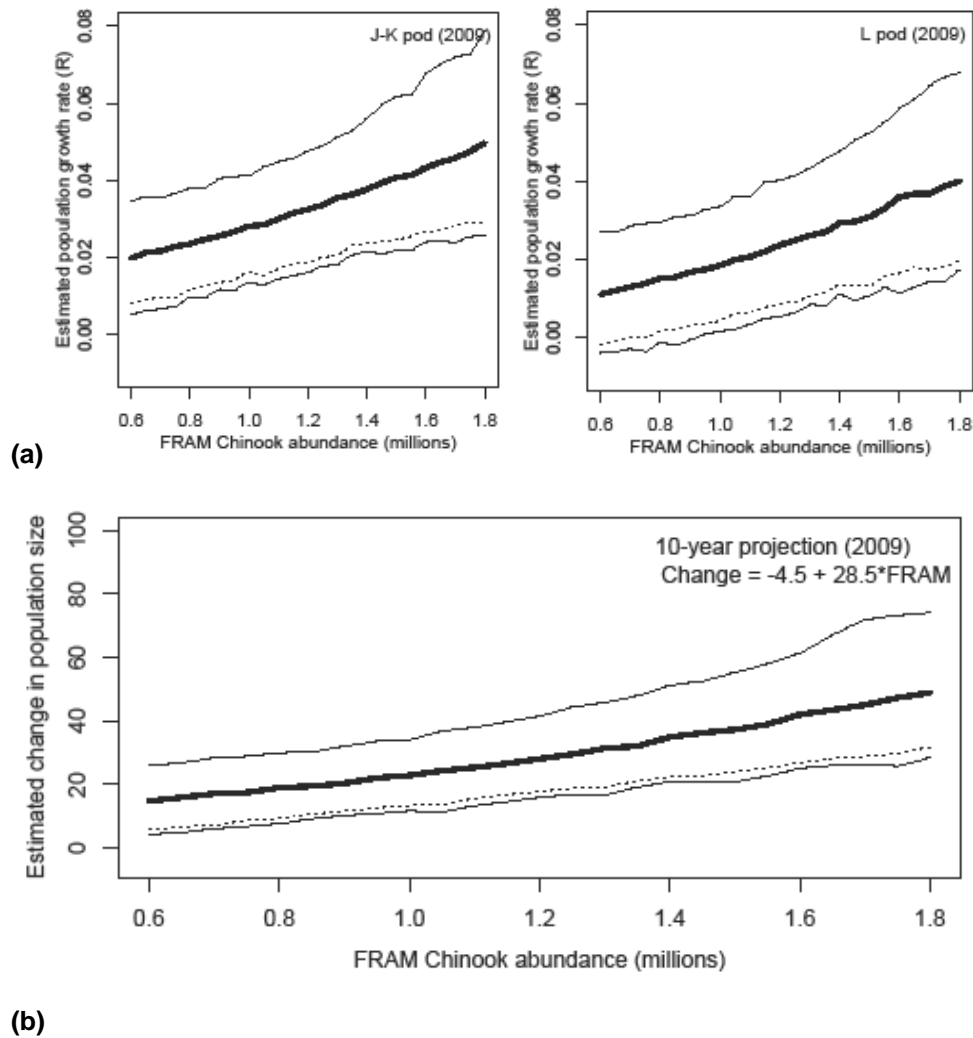 J-K pod (2009)
Estimated population growth rate (R)
0.00 0.02 0.04 0.06 0.08
0.6 0.8 1.0 1.2 1.4 1.6 1.8
FRAM Chinook abundance (millions)
L pod (2009)
Estimated population growth rate (R)
0.00 0.02 0.04 0.06 0.08
0.6 0.8 1.0 1.2 1.4 1.6 1.8
FRAM Chinook abundance (millions)
(a)
10-year projection (2009)
Change = -4.5 + 28.5*FRAM
Estimated change in population size
0 20 40 60 80 100
0.6 0.8 1.0 1.2 1.4 1.6 1.8
FRAM Chinook abundance (millions)
(b)